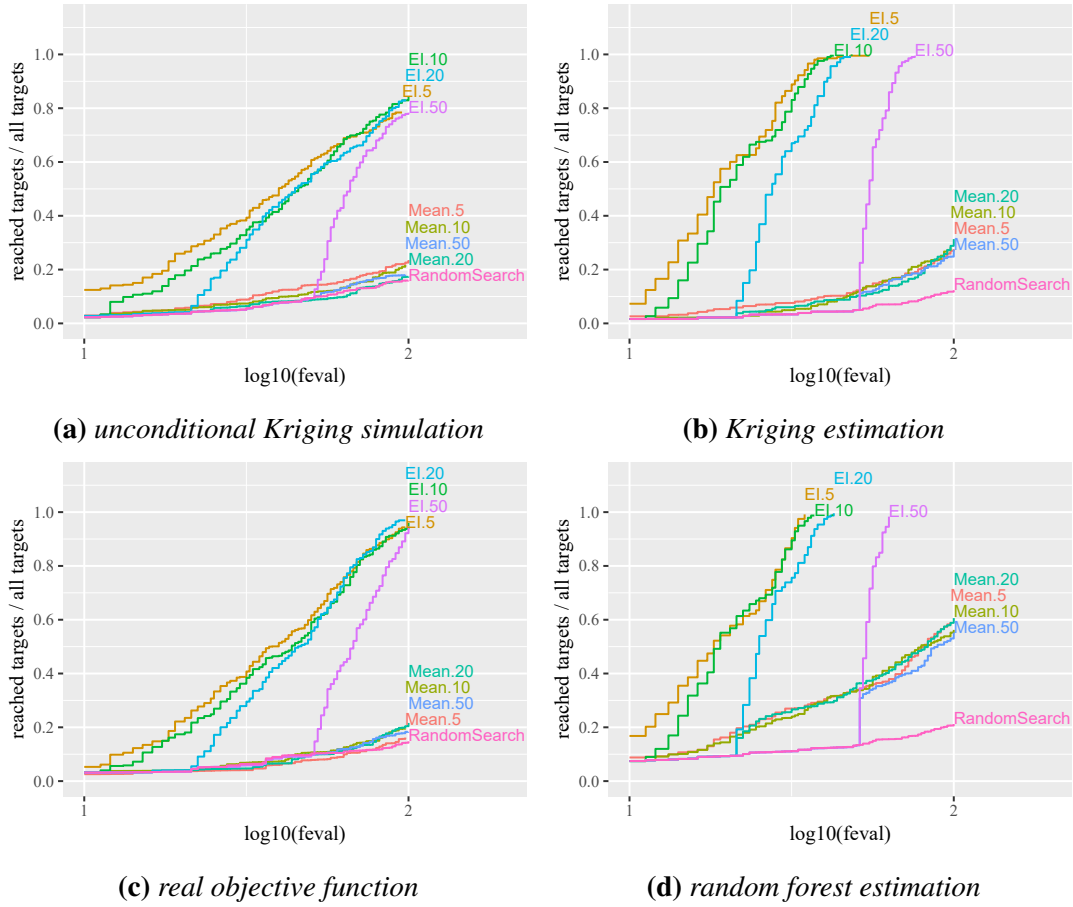 EI.10
EI.20
EI.5
EI.50
Mean.5
Mean.10
Mean.50
Mean.20
RandomSearch
1.0
0.8
0.6
0.4
0.2
0.0
reached targets / all targets
1
2
log10(feval)
(a) unconditional Kriging simulation
EI.5
EI.20
EI.10
EI.50
Mean.20
Mean.10
Mean.5
Mean.50
RandomSearch
1.0
0.8
0.6
0.4
0.2
0.0
reached targets / all targets
1
2
log10(feval)
(b) Kriging estimation
EI.20
EI.10
EI.50
EI.5
Mean.20
Mean.10
Mean.50
Mean.5
RandomSearch
1.0
0.8
0.6
0.4
0.2
0.0
reached targets / all targets
1
2
log10(feval)
(c) real objective function
EI.20
EI.5
EI.10
EI.50
Mean.20
Mean.5
Mean.10
Mean.50
RandomSearch
1.0
0.8
0.6
0.4
0.2
0.0
reached targets / all targets
1
2
log10(feval)
(d) random forest estimation